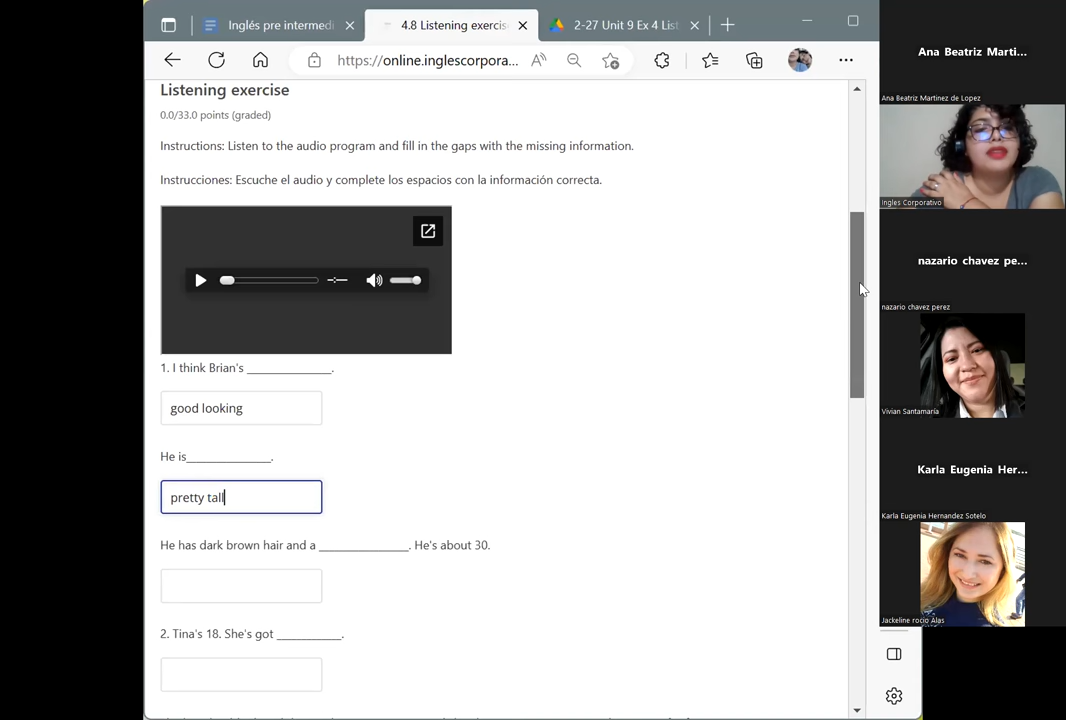 Inglés pre intermedi
4.8 Listening exercis
2-27 Unit 9 Ex 4 List
https://online.inglescorpora...
Listening exercise
0.0/33.0 points (graded)
Instructions: Listen to the audio program and fill in the gaps with the missing information.
Instrucciones: Escuche el audio y complete los espacios con la información correcta.
1. I think Brian's _____________.
good looking
He is_____________.
pretty tall
He has dark brown hair and a ______________. He's about 30.
2. Tina's 18. She's got __________.
Ana Beatriz Marti...
Ana Beatriz Martinez de Lopez
Ingles Corporativo
nazario chavez pe...
nazario chavez perez
Vivian Santamaría
Karla Eugenia Her...
Karla Eugenia Hernandez Sotelo
Jackeline rocio Alas